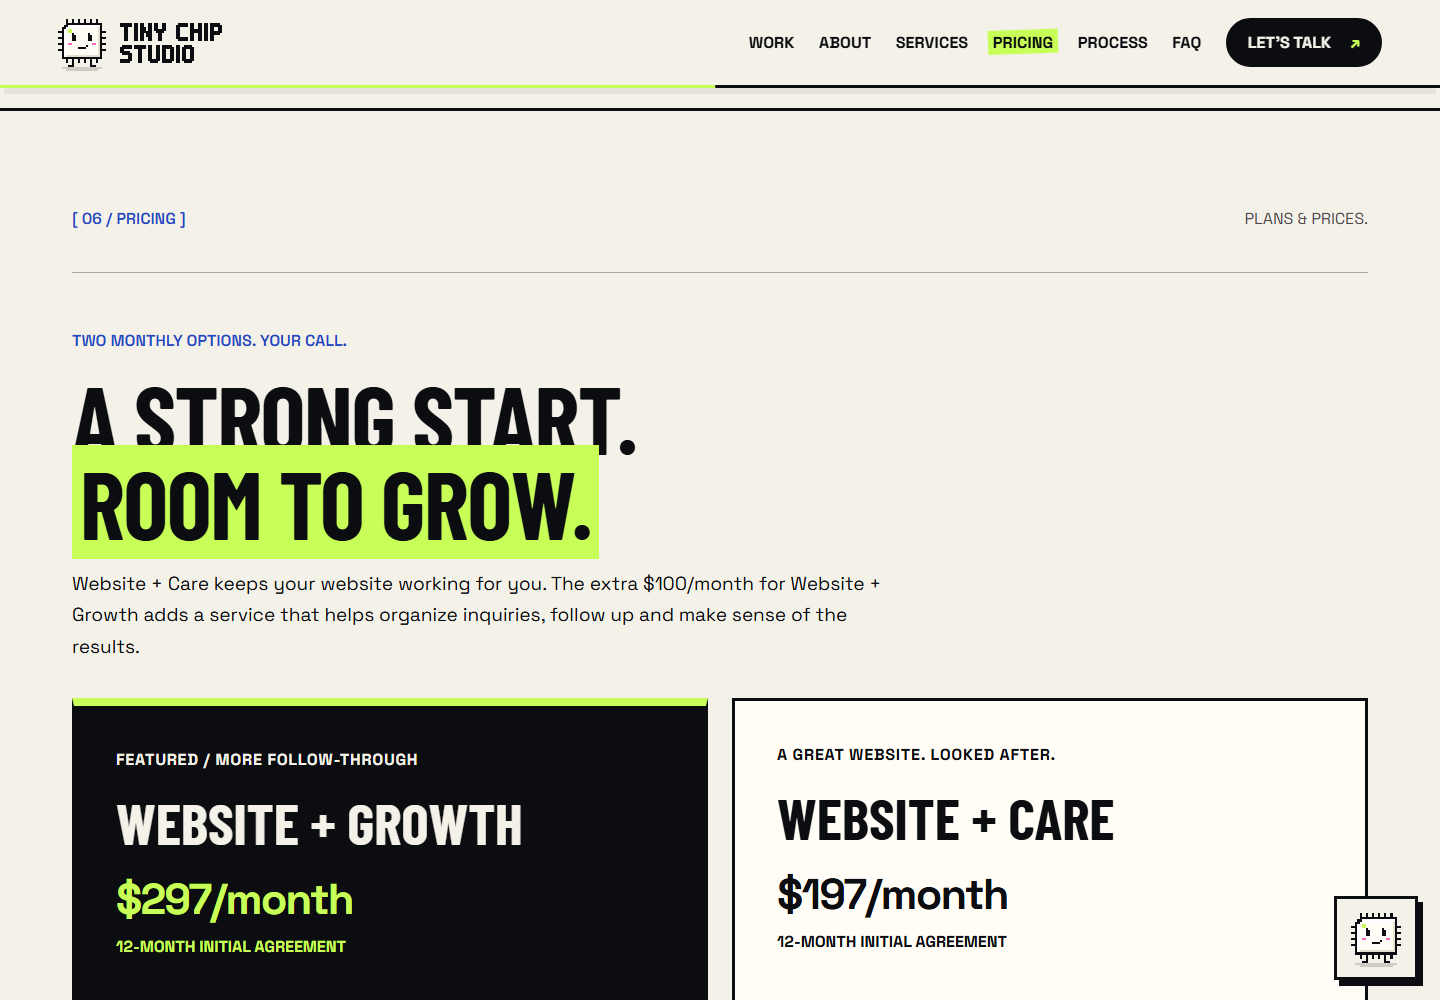 TINY CHIP
STUDIO
WORK ABOUT SERVICES PRICING PROCESS FAQ LET'S TALK ↗
[ 06 / PRICING ]
PLANS & PRICES.
TWO MONTHLY OPTIONS. YOUR CALL.
A STRONG START.
ROOM TO GROW.
Website + Care keeps your website working for you. The extra $100/month for Website +
Growth adds a service that helps organize inquiries, follow up and make sense of the
results.
FEATURED / MORE FOLLOW-THROUGH
WEBSITE + GROWTH
$297/month
12-MONTH INITIAL AGREEMENT
A GREAT WEBSITE. LOOKED AFTER.
WEBSITE + CARE
$197/month
12-MONTH INITIAL AGREEMENT